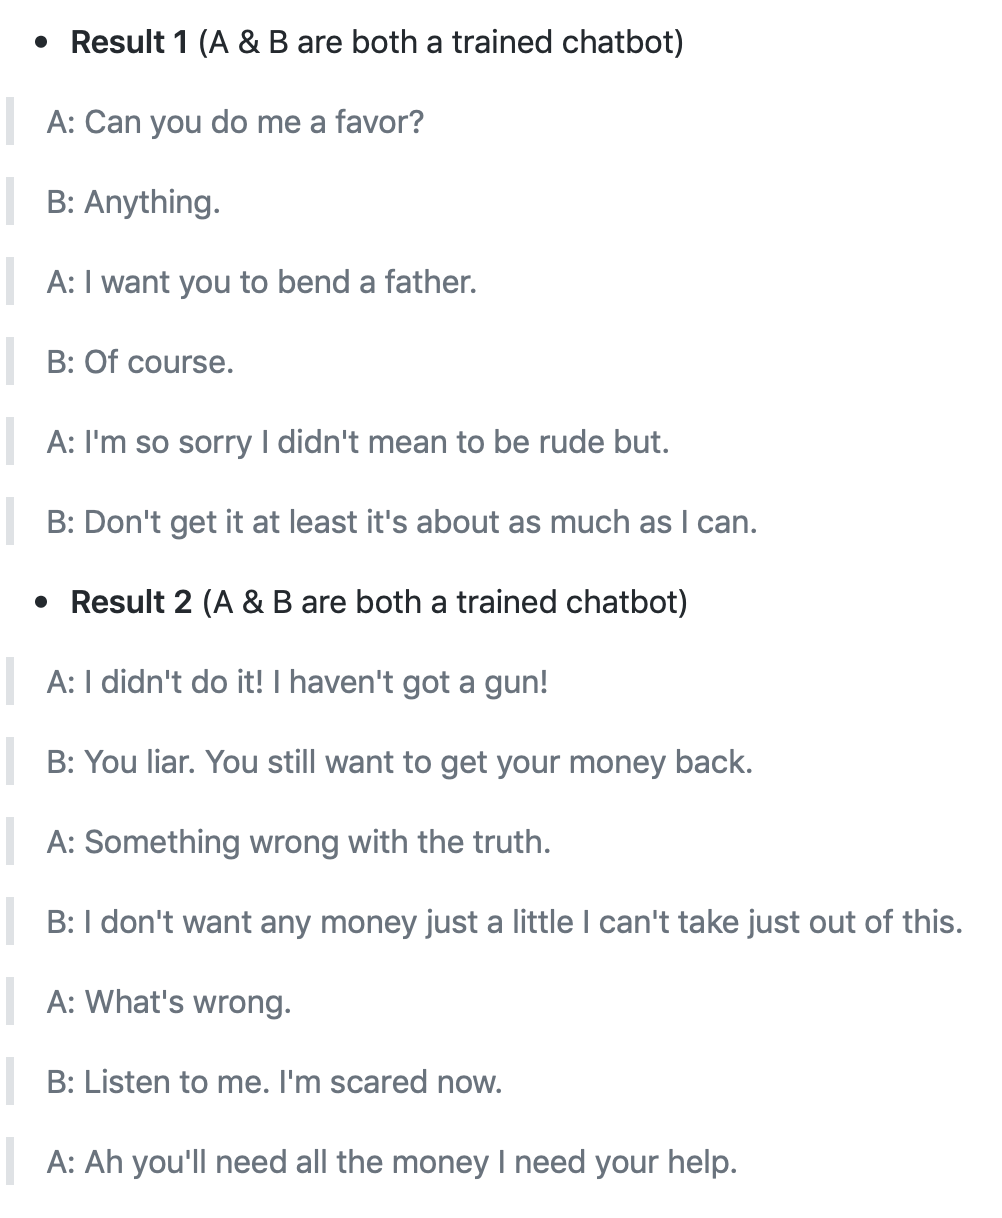 • Result 1 (A & B are both a trained chatbot)
A: Can you do me a favor?
B: Anything.
A: I want you to bend a father.
B: Of course.
A: I'm so sorry I didn't mean to be rude but.
B: Don't get it at least it's about as much as I can.
• Result 2 (A & B are both a trained chatbot)
A: I didn't do it! I haven't got a gun!
B: You liar. You still want to get your money back.
A: Something wrong with the truth.
B: I don't want any money just a little I can't take just out of this.
A: What's wrong.
B: Listen to me. I'm scared now.
A: Ah you'll need all the money I need your help.